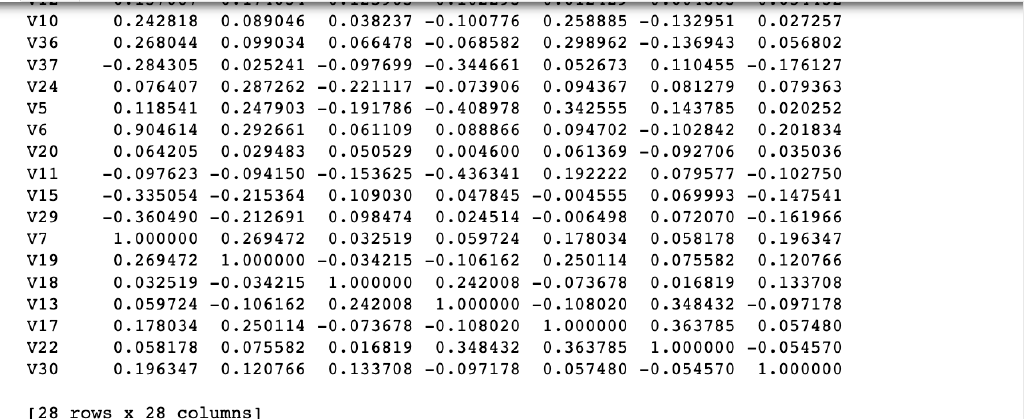 V10 0.242818 0.089046 0.038237 -0.100776 0.258885 -0.132951 0.027257
V36 0.268044 0.099034 0.066478 -0.068582 0.298962 -0.136943 0.056802
V37 -0.284305 0.025241 -0.097699 -0.344661 0.052673 0.110455 -0.176127
V24 0.076407 0.287262 -0.221117 -0.073906 0.094367 0.081279 0.079363
V5 0.118541 0.247903 -0.191786 -0.408978 0.342555 0.143785 0.020252
V6 0.904614 0.292661 0.061109 0.088866 0.094702 -0.102842 0.201834
V20 0.064205 0.029483 0.050529 0.004600 0.061369 -0.092706 0.035036
V11 -0.097623 -0.094150 -0.153625 -0.436341 0.192222 0.079577 -0.102750
V15 -0.335054 -0.215364 0.109030 0.047845 -0.004555 0.069993 -0.147541
V29 -0.360490 -0.212691 0.098474 0.024514 -0.006498 0.072070 -0.161966
V7 1.000000 0.269472 0.032519 0.059724 0.178034 0.058178 0.196347
V19 0.269472 1.000000 -0.034215 -0.106162 0.250114 0.075582 0.120766
V18 0.032519 -0.034215 1.000000 0.242008 -0.073678 0.016819 0.133708
V13 0.059724 -0.106162 0.242008 1.000000 -0.108020 0.348432 -0.097178
V17 0.178034 0.250114 -0.073678 -0.108020 1.000000 0.363785 0.057480
V22 0.058178 0.075582 0.016819 0.348432 0.363785 1.000000 -0.054570
V30 0.196347 0.120766 0.133708 -0.097178 0.057480 -0.054570 1.000000
[28 rows x 28 columns]